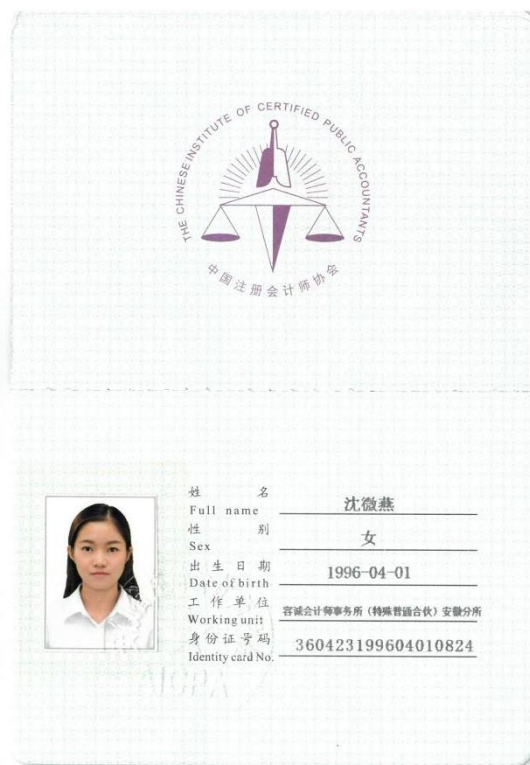 THE CHINESE INSTITUTE OF CERTIFIED PUBLIC ACCOUNTANTS
中国注册会计师协会
姓名 沈微燕
Full name
性别 女
Sex
出生日期 1996-04-01
Date of birth
工作单位 容诚会计师事务所（特殊普通合伙）安徽分所
Working unit
身份证号码 360423199604010824
Identity card No.